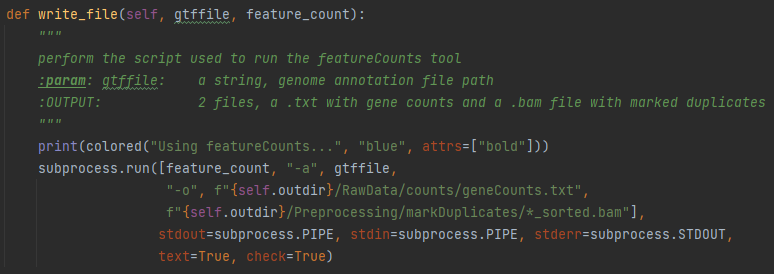 def write_file(self, gtffile, feature_count):
"""
perform the script used to run the featureCounts tool
:param: gtffile:    a string, genome annotation file path
:OUTPUT:            2 files, a .txt with gene counts and a .bam file with marked duplicates
"""
print(colored("Using featureCounts...", "blue", attrs=["bold"]))
subprocess.run([feature_count, "-a", gtffile,
"-o", f"{self.outdir}/RawData/counts/geneCounts.txt",
f"{self.outdir}/Preprocessing/markDuplicates/*_sorted.bam"],
stdout=subprocess.PIPE, stdin=subprocess.PIPE, stderr=subprocess.STDOUT,
text=True, check=True)